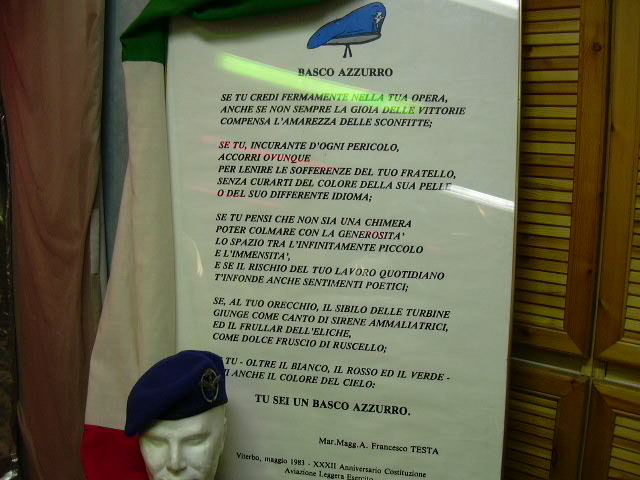 BASCO AZZURRO
SE TU CREDI FERMAMENTE NELLA TUA OPERA,
ANCHE SE NON SEMPRE LA GIOIA DELLE VITTORIE
COMPENSA L'AMAREZZA DELLE SCONFITTE;
SE TU, INCURANTE D'OGNI PERICOLO,
ACCORRI OVUNQUE
PER LENIRE LE SOFFERENZE DEL TUO FRATELLO,
SENZA CURARTI DEL COLORE DELLA SUA PELLE
O DEL SUO DIFFERENTE IDIOMA;
SE TU PENSI CHE NON SIA UNA CHIMERA
POTER COLMARE CON LA GENEROSITA'
LO SPAZIO TRA L'INFINITAMENTE PICCOLO
E L'IMMENSITA',
E SE IL RISCHIO DEL TUO LAVORO QUOTIDIANO
T'INFONDE ANCHE SENTIMENTI POETICI;
SE, AL TUO ORECCHIO, IL SIBILO DELLE TURBINE
GIUNGE COME CANTO DI SIRENE AMMALIATRICI,
ED IL FRULLAR DELL'ELICHE,
COME DOLCE FRUSCIO DI RUSCELLO;
TU - OLTRE IL BIANCO, IL ROSSO ED IL VERDE -
ANCHE IL COLORE DEL CIELO:
TU SEI UN BASCO AZZURRO.
Mar.Magg.A. Francesco TESTA
Viterbo, maggio 1983 - XXXII Anniversario Costituzione
Aviazione Leggera Esercito